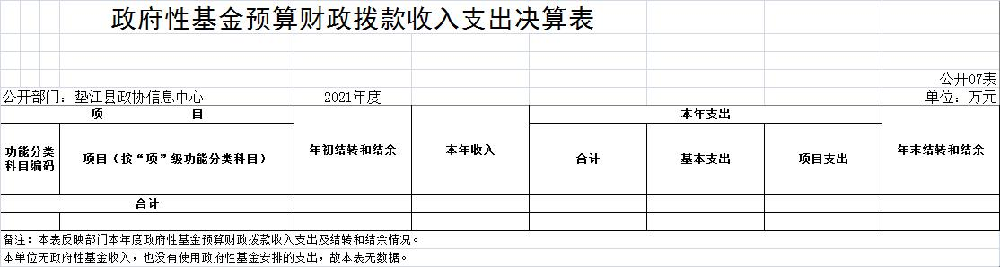 政府性基金预算财政拨款收入支出决算表
公开07表
公开部门：垫江县政协信息中心 2021年度 单位：万元
项 目 年初结转和结余 本年收入 本年支出 年末结转和结余
功能分类科目编码 项目（按“项”级功能分类科目） 合计 基本支出 项目支出
合计
备注：本表反映部门本年度政府性基金预算财政拨款收入支出及结转和结余情况。
本单位无政府性基金收入，也没有使用政府性基金安排的支出，故本表无数据。